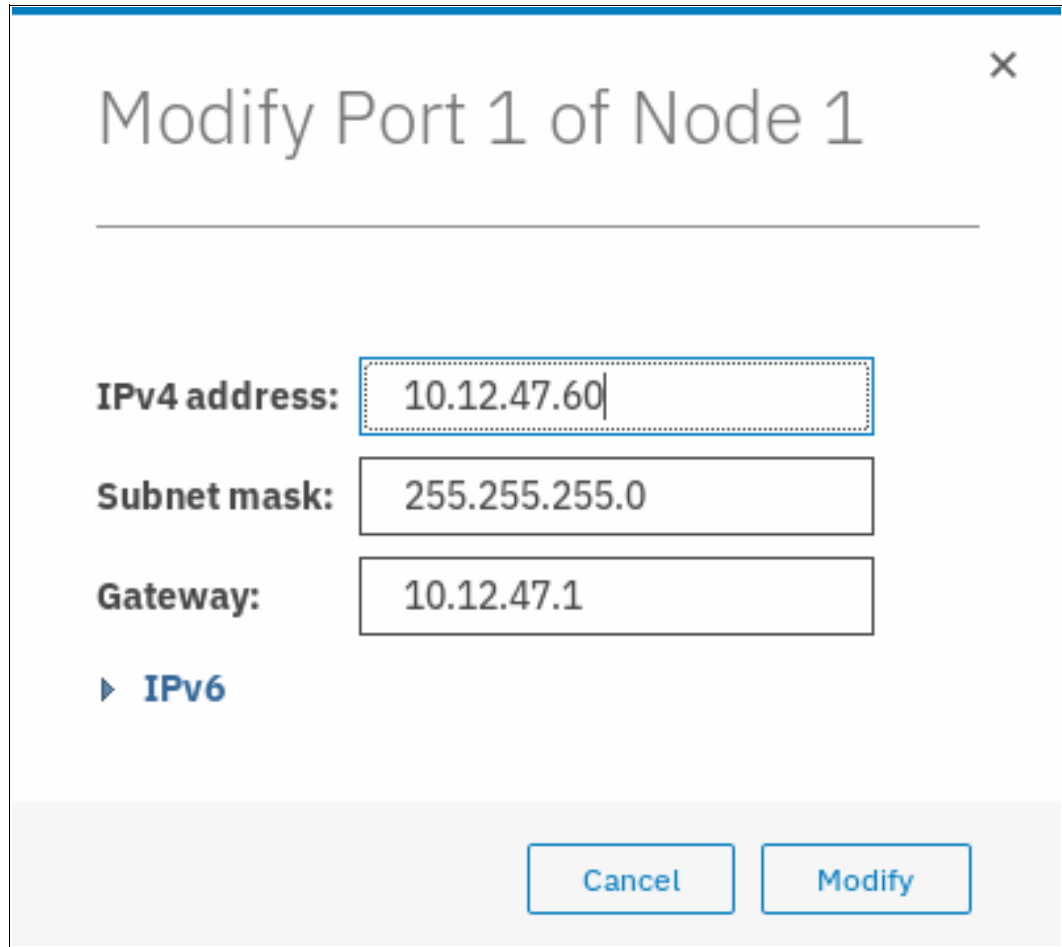 Modify Port 1 of Node 1
IPv4 address: 10.12.47.60
Subnet mask: 255.255.255.0
Gateway: 10.12.47.1
IPv6
Cancel Modify